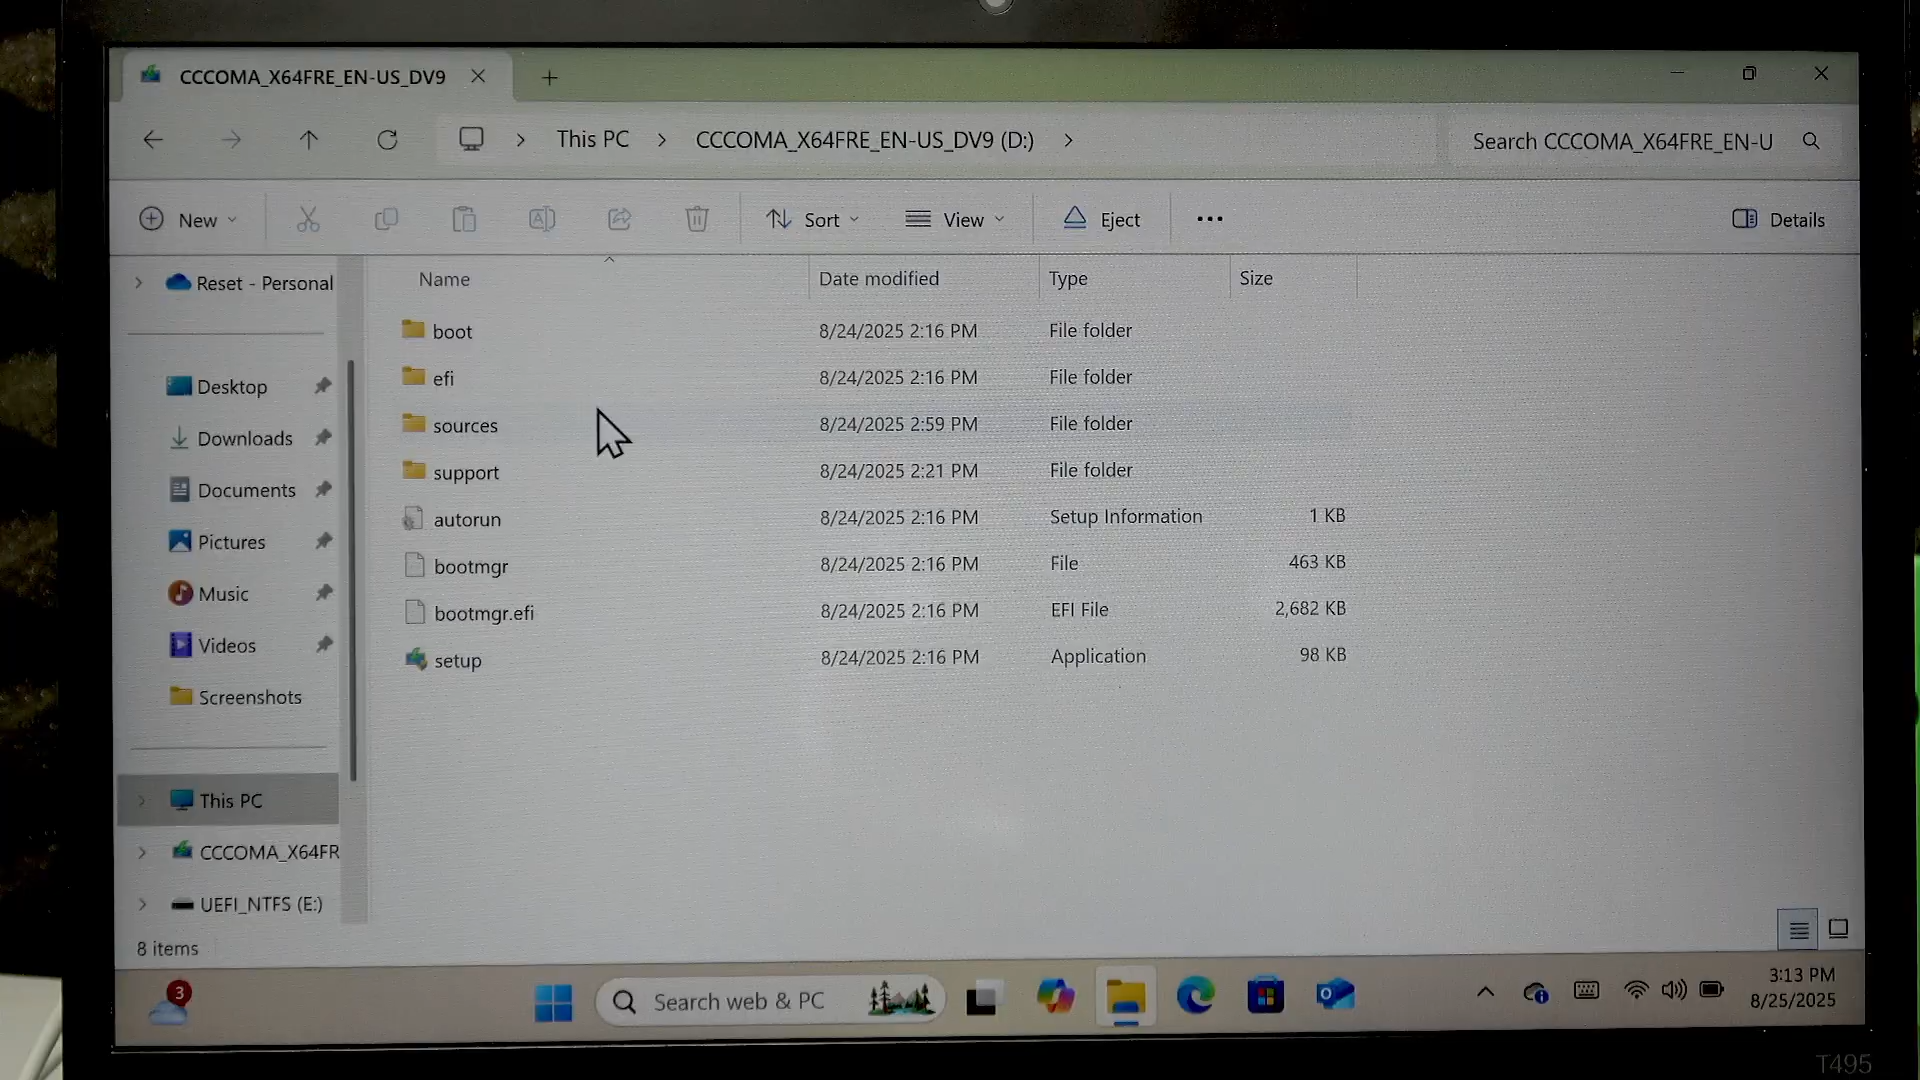 CCCOMA_X64FRE_EN-US_DV9
This PC
CCCOMA_X64FRE_EN-US_DV9 (D:)
Search CCCOMA_X64FRE_EN-U
New
Sort
View
Eject
Details
Reset - Personal
Desktop
Downloads
Documents
Pictures
Music
Videos
Screenshots
This PC
CCCOMA_X64FR
UEFI_NTFS (E:)
Name Date modified Type Size
boot 8/24/2025 2:16 PM File folder
efi 8/24/2025 2:16 PM File folder
sources 8/24/2025 2:59 PM File folder
support 8/24/2025 2:21 PM File folder
autorun 8/24/2025 2:16 PM Setup Information 1 KB
bootmgr 8/24/2025 2:16 PM File 463 KB
bootmgr.efi 8/24/2025 2:16 PM EFI File 2,682 KB
setup 8/24/2025 2:16 PM Application 98 KB
8 items
3
Search web & PC
3:13 PM
8/25/2025
T495